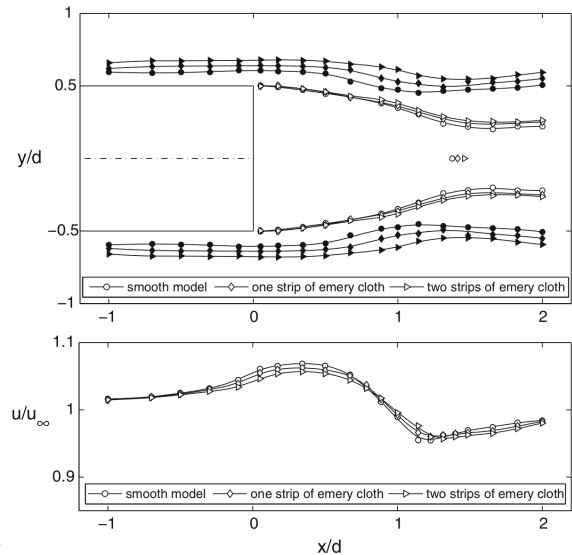 1
0.5
y/d
−0.5
−1
smooth model
one strip of emery cloth
two strips of emery cloth
−1
0
1
2
1.1
u/u∞
1
0.9
smooth model
one strip of emery cloth
two strips of emery cloth
−1
0
1
2
x/d